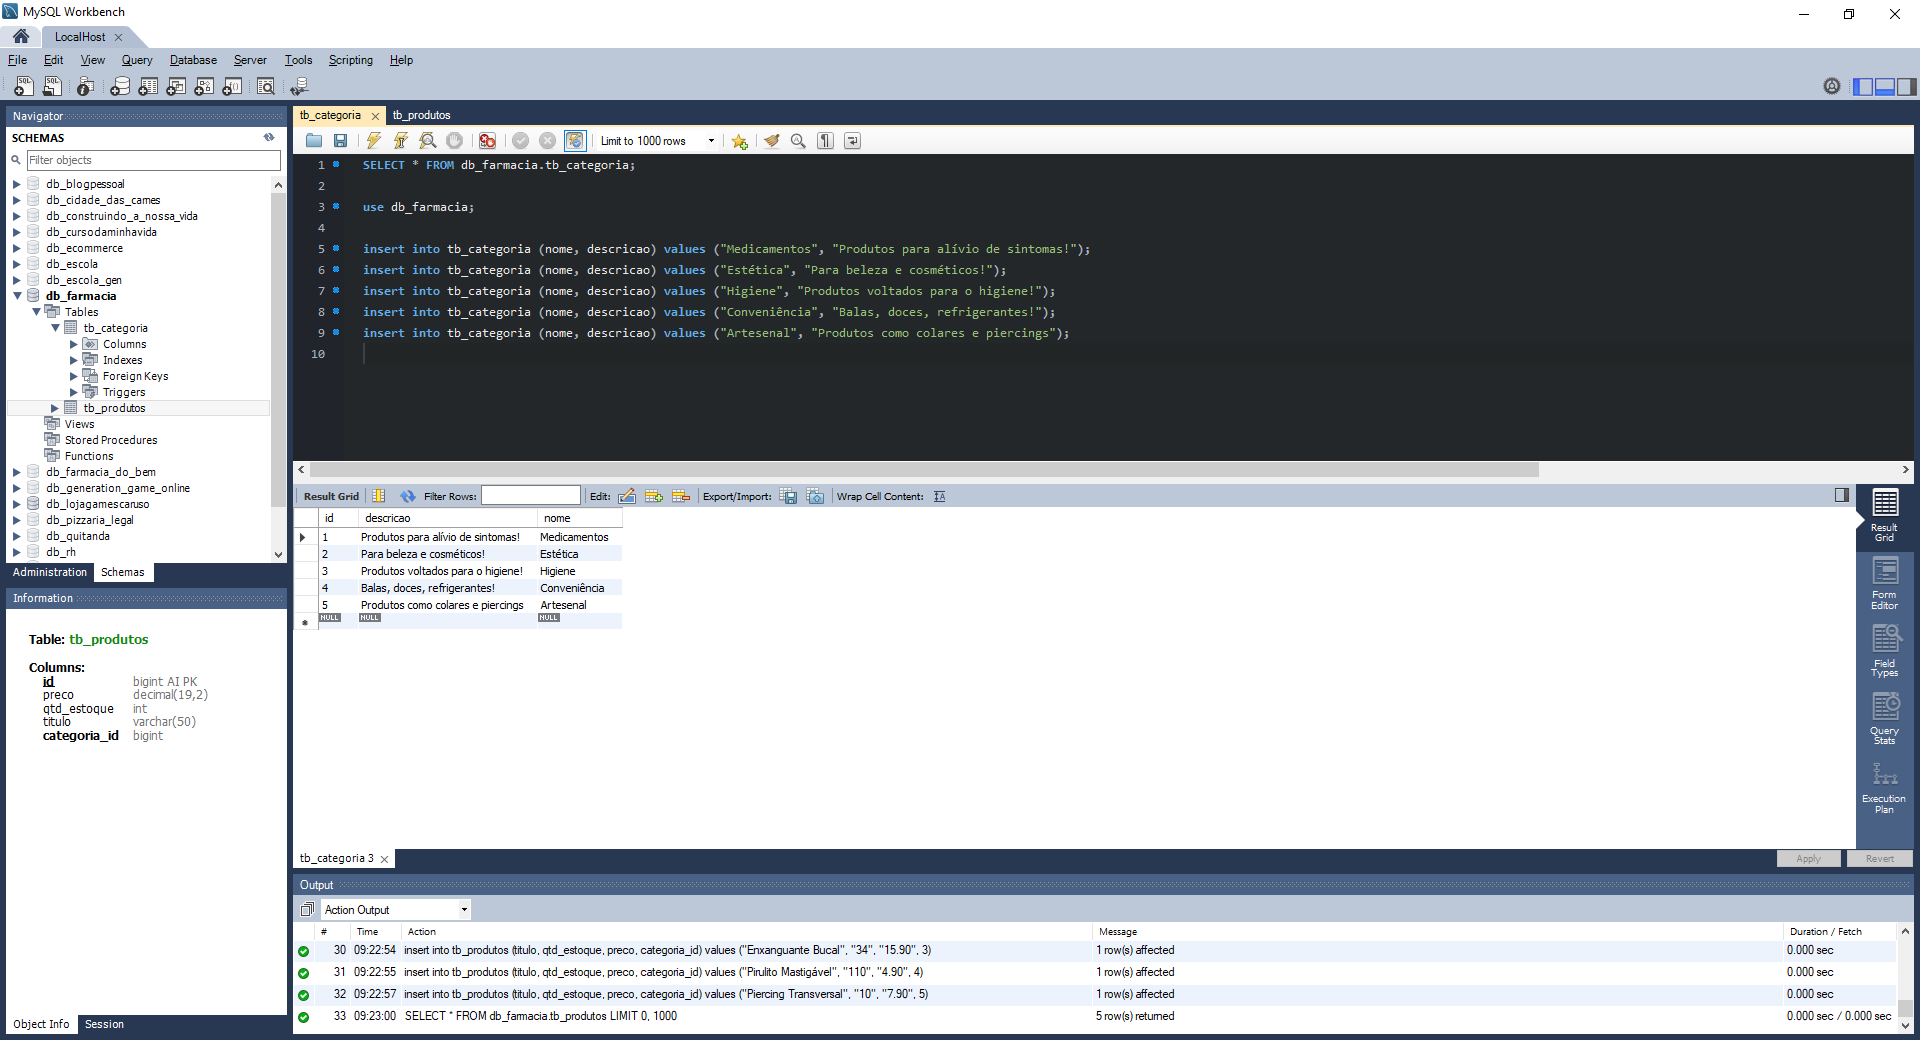 MySQL Workbench
LocalHost
File Edit View Query Database Server Tools Scripting Help
Navigator
SCHEMAS
Filter objects
db_blogpessoal
db_cidade_das_carnes
db_construindo_a_nossa_vida
db_cursodaminhavida
db_ecommerce
db_escola
db_escola_gen
db_farmacia
Tables
tb_categoria
Columns
Indexes
Foreign Keys
Triggers
tb_produtos
Views
Stored Procedures
Functions
db_farmacia_do_bem
db_generation_game_online
db_lojagamescaruso
db_pizzaria_legal
db_quitanda
db_rh
Administration Schemas
Information
Table: tb_produtos
Columns:
id bigint AI PK
preco decimal(19,2)
qtd_estoque int
titulo varchar(50)
categoria_id bigint
Object Info Session
tb_categoria tb_produtos
Limit to 1000 rows
1 SELECT * FROM db_farmacia.tb_categoria;
2
3 use db_farmacia;
4
5 insert into tb_categoria (nome, descricao) values ("Medicamentos", "Produtos para alívio de sintomas!");
6 insert into tb_categoria (nome, descricao) values ("Estética", "Para beleza e cosméticos!");
7 insert into tb_categoria (nome, descricao) values ("Higiene", "Produtos voltados para o higiene!");
8 insert into tb_categoria (nome, descricao) values ("Conveniência", "Balas, doces, refrigerantes!");
9 insert into tb_categoria (nome, descricao) values ("Artesenal", "Produtos como colares e piercings");
10
Result Grid Filter Rows: Edit: Export/Import: Wrap Cell Content:
id descricao nome
1 Produtos para alívio de sintomas! Medicamentos
2 Para beleza e cosméticos! Estética
3 Produtos voltados para o higiene! Higiene
4 Balas, doces, refrigerantes! Conveniência
5 Produtos como colares e piercings Artesenal
NULL NULL NULL
Result
Grid
Form
Editor
Field
Types
Query
Stats
Execution
Plan
tb_categoria 3
Apply Revert
Output
Action Output
# Time Action Message Duration / Fetch
30 09:22:54 insert into tb_produtos (titulo, qtd_estoque, preco, categoria_id) values ("Enxanguante Bucal", "34", "15.90", 3) 1 row(s) affected 0.000 sec
31 09:22:55 insert into tb_produtos (titulo, qtd_estoque, preco, categoria_id) values ("Pirulito Mastigável", "110", "4.90", 4) 1 row(s) affected 0.000 sec
32 09:22:57 insert into tb_produtos (titulo, qtd_estoque, preco, categoria_id) values ("Piercing Transversal", "10", "7.90", 5) 1 row(s) affected 0.000 sec
33 09:23:00 SELECT * FROM db_farmacia.tb_produtos LIMIT 0, 1000 5 row(s) returned 0.000 sec / 0.000 sec